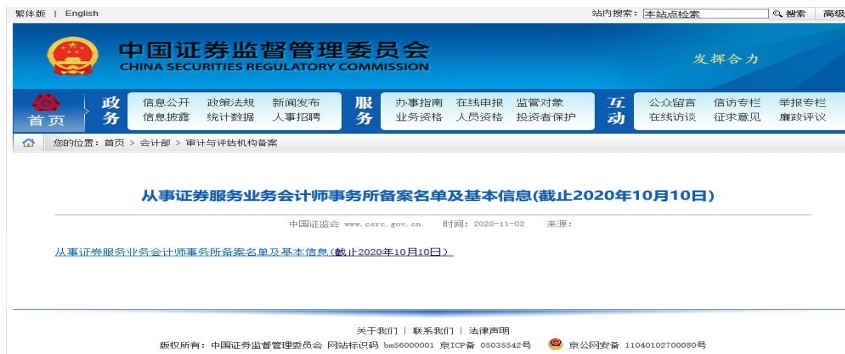 繁体版 | English 站内搜索: 本站点检索 搜索 高级
中国证券监督管理委员会
CHINA SECURITIES REGULATORY COMMISSION
发挥合力
首页
政务
信息公开 政策法规 新闻发布
信息披露 统计数据 人事招聘
服务
办事指南 在线申报 监管对象
业务资格 人员资格 投资者保护
互动
公众留言 信访专栏 举报专栏
在线访谈 征求意见 廉政评议
您的位置: 首页 > 会计部 > 审计与评估机构备案
从事证券服务业务会计师事务所备案名单及基本信息(截止2020年10月10日)
中国证监会 www.csrc.gov.cn 时间: 2020-11-02 来源:
从事证券服务业务会计师事务所备案名单及基本信息(截止2020年10月10日)
关于我们 | 联系我们 | 法律声明
版权所有: 中国证券监督管理委员会 网站标识码 bm56000001 京ICP备 05035542号 京公网安备 11040102700080号